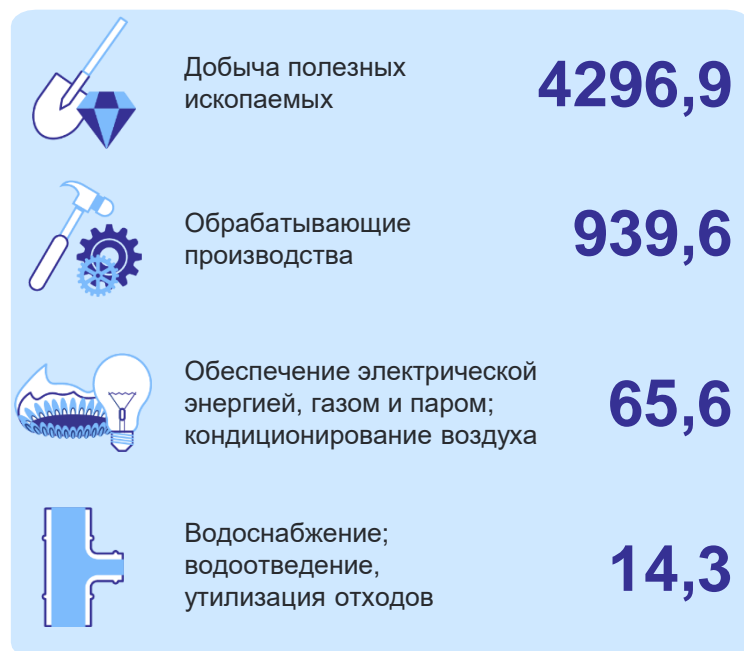 Добыча полезных
ископаемых
4296,9
Обрабатывающие
производства
939,6
Обеспечение электрической
энергией, газом и паром;
кондиционирование воздуха
65,6
Водоснабжение;
водоотведение,
утилизация отходов
14,3